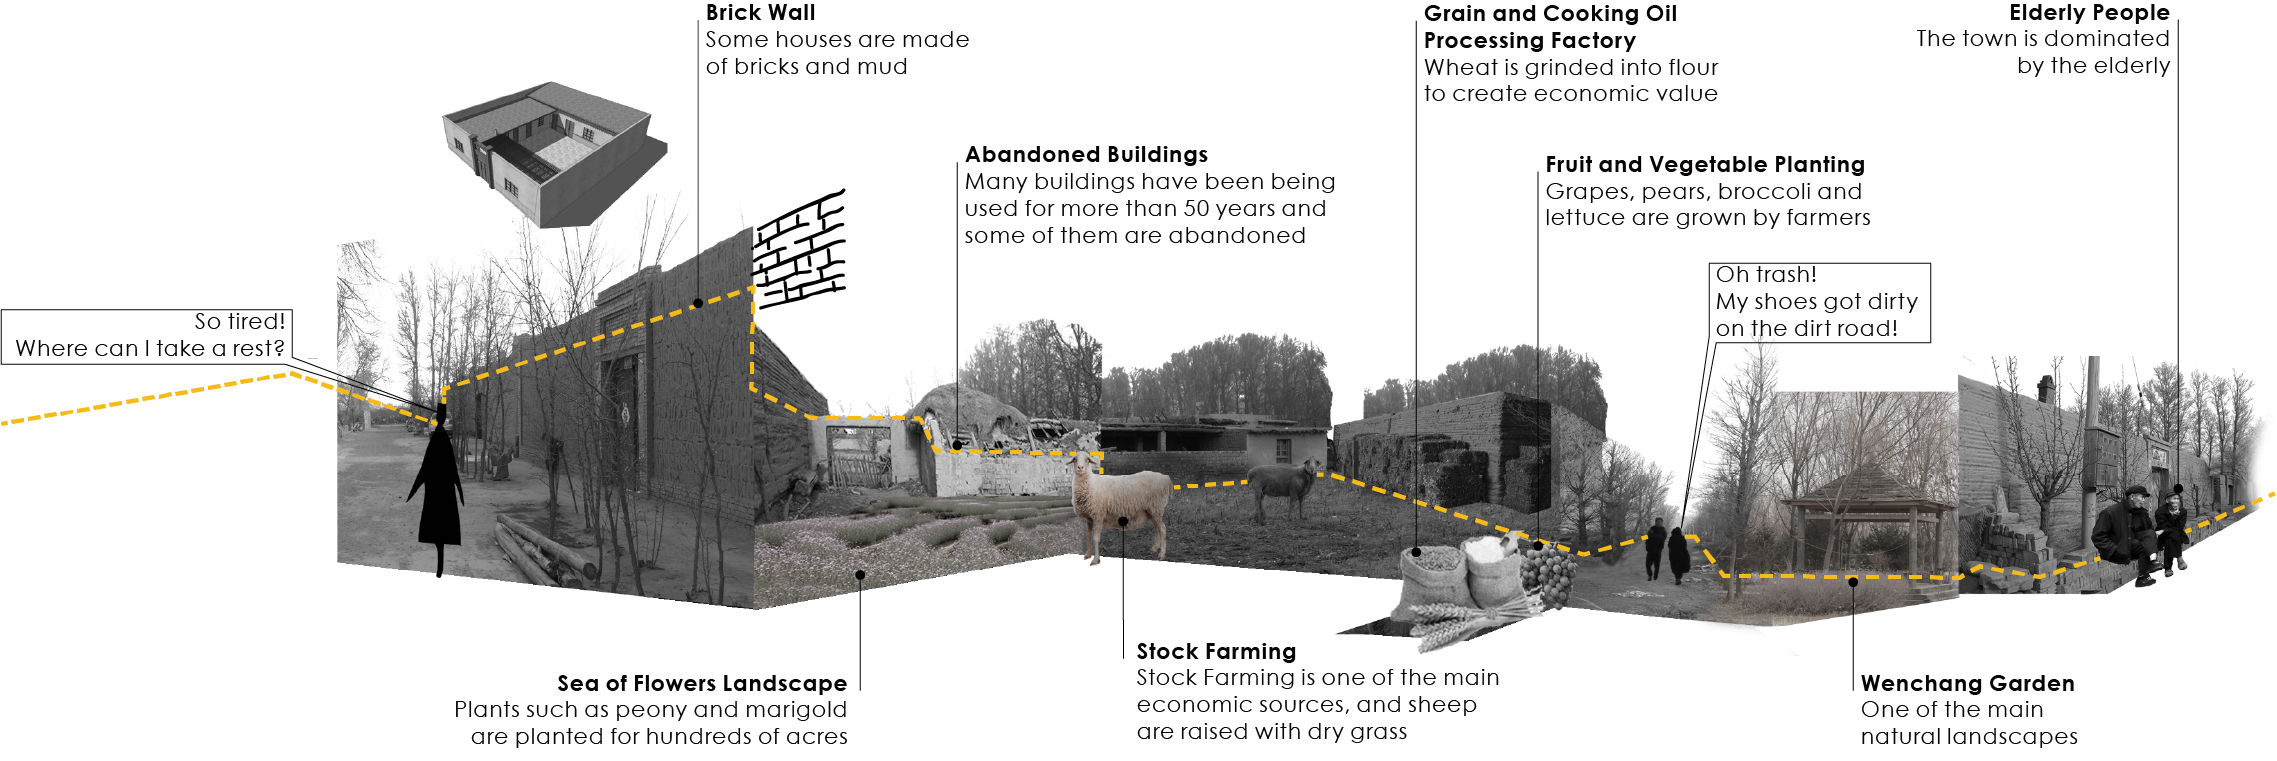 So tired!
Where can I take a rest?
Brick Wall
Some houses are made
of bricks and mud
Sea of Flowers Landscape
Plants such as peony and marigold
are planted for hundreds of acres
Abandoned Buildings
Many buildings have been being
used for more than 50 years and
some of them are abandoned
Stock Farming
Stock Farming is one of the main
economic sources, and sheep
are raised with dry grass
Grain and Cooking Oil
Processing Factory
Wheat is grinded into flour
to create economic value
Fruit and Vegetable Planting
Grapes, pears, broccoli and
lettuce are grown by farmers
Oh trash!
My shoes got dirty
on the dirt road!
Wenchang Garden
One of the main
natural landscapes
Elderly People
The town is dominated
by the elderly